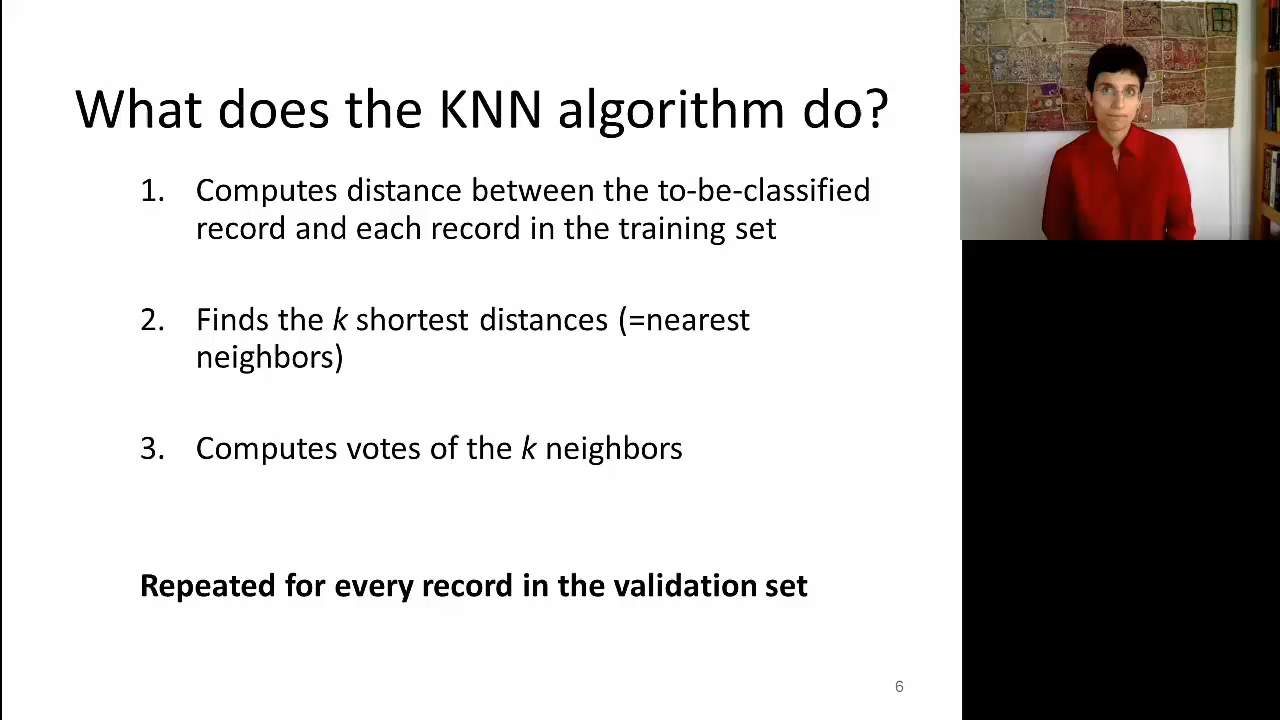 What does the KNN algorithm do?
1. Computes distance between the to-be-classified
record and each record in the training set
2. Finds the k shortest distances (=nearest
neighbors)
3. Computes votes of the k neighbors
Repeated for every record in the validation set
6